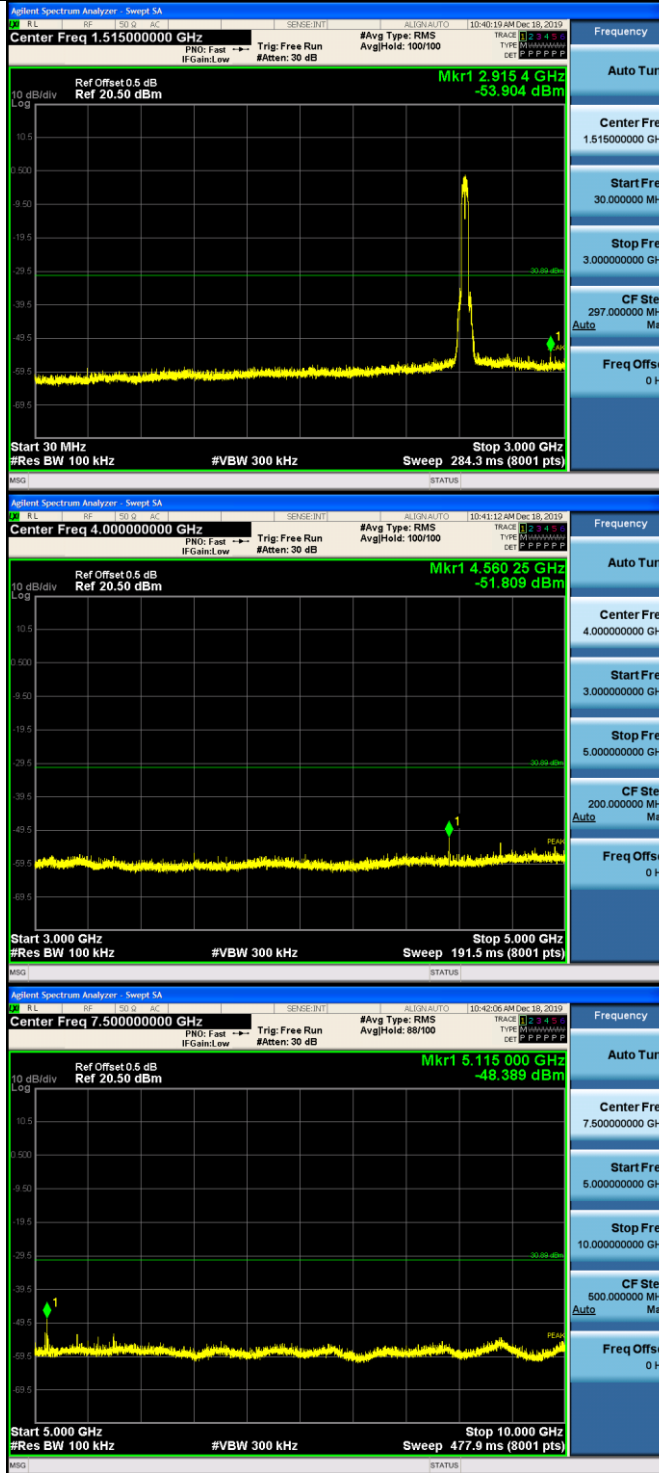 Agilent Spectrum Analyzer - Swept SA
RL RF 50 Ω AC SENSE:INT ALIGNAUTO 10:40:19 AM Dec 18, 2019
Center Freq 1.515000000 GHz
PNO: Fast
IFGain:Low
Trig: Free Run
#Atten: 30 dB
#Avg Type: RMS
Avg|Hold: 100/100
TRACE 1 2 3 4 5 6
TYPE M
DET P P P P P P
Ref Offset 0.5 dB
Ref 20.50 dBm
10 dB/div
Log
Mkr1 2.915 4 GHz
-53.904 dBm
10.5
0.500
-9.50
-19.5
-29.5
-39.5
-49.5
-59.5
-69.5
1
Start 30 MHz
Stop 3.000 GHz
#Res BW 100 kHz
#VBW 300 kHz
Sweep 284.3 ms (8001 pts)
MSG
STATUS
Frequency
Auto Tun
Center Fre
1.515000000 GH
Start Fre
30.000000 MH
Stop Fre
3.000000000 GH
CF Ste
297.000000 MH
Auto Ma
Freq Offse
0 H
Agilent Spectrum Analyzer - Swept SA
RL RF 50 Ω AC SENSE:INT ALIGNAUTO 10:41:12 AM Dec 18, 2019
Center Freq 4.000000000 GHz
PNO: Fast
IFGain:Low
Trig: Free Run
#Atten: 30 dB
#Avg Type: RMS
Avg|Hold: 100/100
TRACE 1 2 3 4 5 6
TYPE M
DET P P P P P P
Ref Offset 0.5 dB
Ref 20.50 dBm
10 dB/div
Log
Mkr1 4.560 25 GHz
-51.809 dBm
10.5
0.500
-9.50
-19.5
-29.5
-39.5
-49.5
-59.5
-69.5
1
PEAK
Start 3.000 GHz
Stop 5.000 GHz
#Res BW 100 kHz
#VBW 300 kHz
Sweep 191.5 ms (8001 pts)
MSG
STATUS
Frequency
Auto Tun
Center Fre
4.000000000 GH
Start Fre
3.000000000 GH
Stop Fre
5.000000000 GH
CF Ste
200.000000 MH
Auto Ma
Freq Offse
0 H
Agilent Spectrum Analyzer - Swept SA
RL RF 50 Ω AC SENSE:INT ALIGNAUTO 10:42:06 AM Dec 18, 2019
Center Freq 7.500000000 GHz
PNO: Fast
IFGain:Low
Trig: Free Run
#Atten: 30 dB
#Avg Type: RMS
Avg|Hold: 88/100
TRACE 1 2 3 4 5 6
TYPE M
DET P P P P P P
Ref Offset 0.5 dB
Ref 20.50 dBm
10 dB/div
Log
Mkr1 5.115 000 GHz
-48.389 dBm
10.5
0.500
-9.50
-19.5
-29.5
-39.5
-49.5
-59.5
-69.5
1
PEAK
Start 5.000 GHz
Stop 10.000 GHz
#Res BW 100 kHz
#VBW 300 kHz
Sweep 477.9 ms (8001 pts)
MSG
STATUS
Frequency
Auto Tun
Center Fre
7.500000000 GH
Start Fre
5.000000000 GH
Stop Fre
10.000000000 GH
CF Ste
500.000000 MH
Auto Ma
Freq Offse
0 H